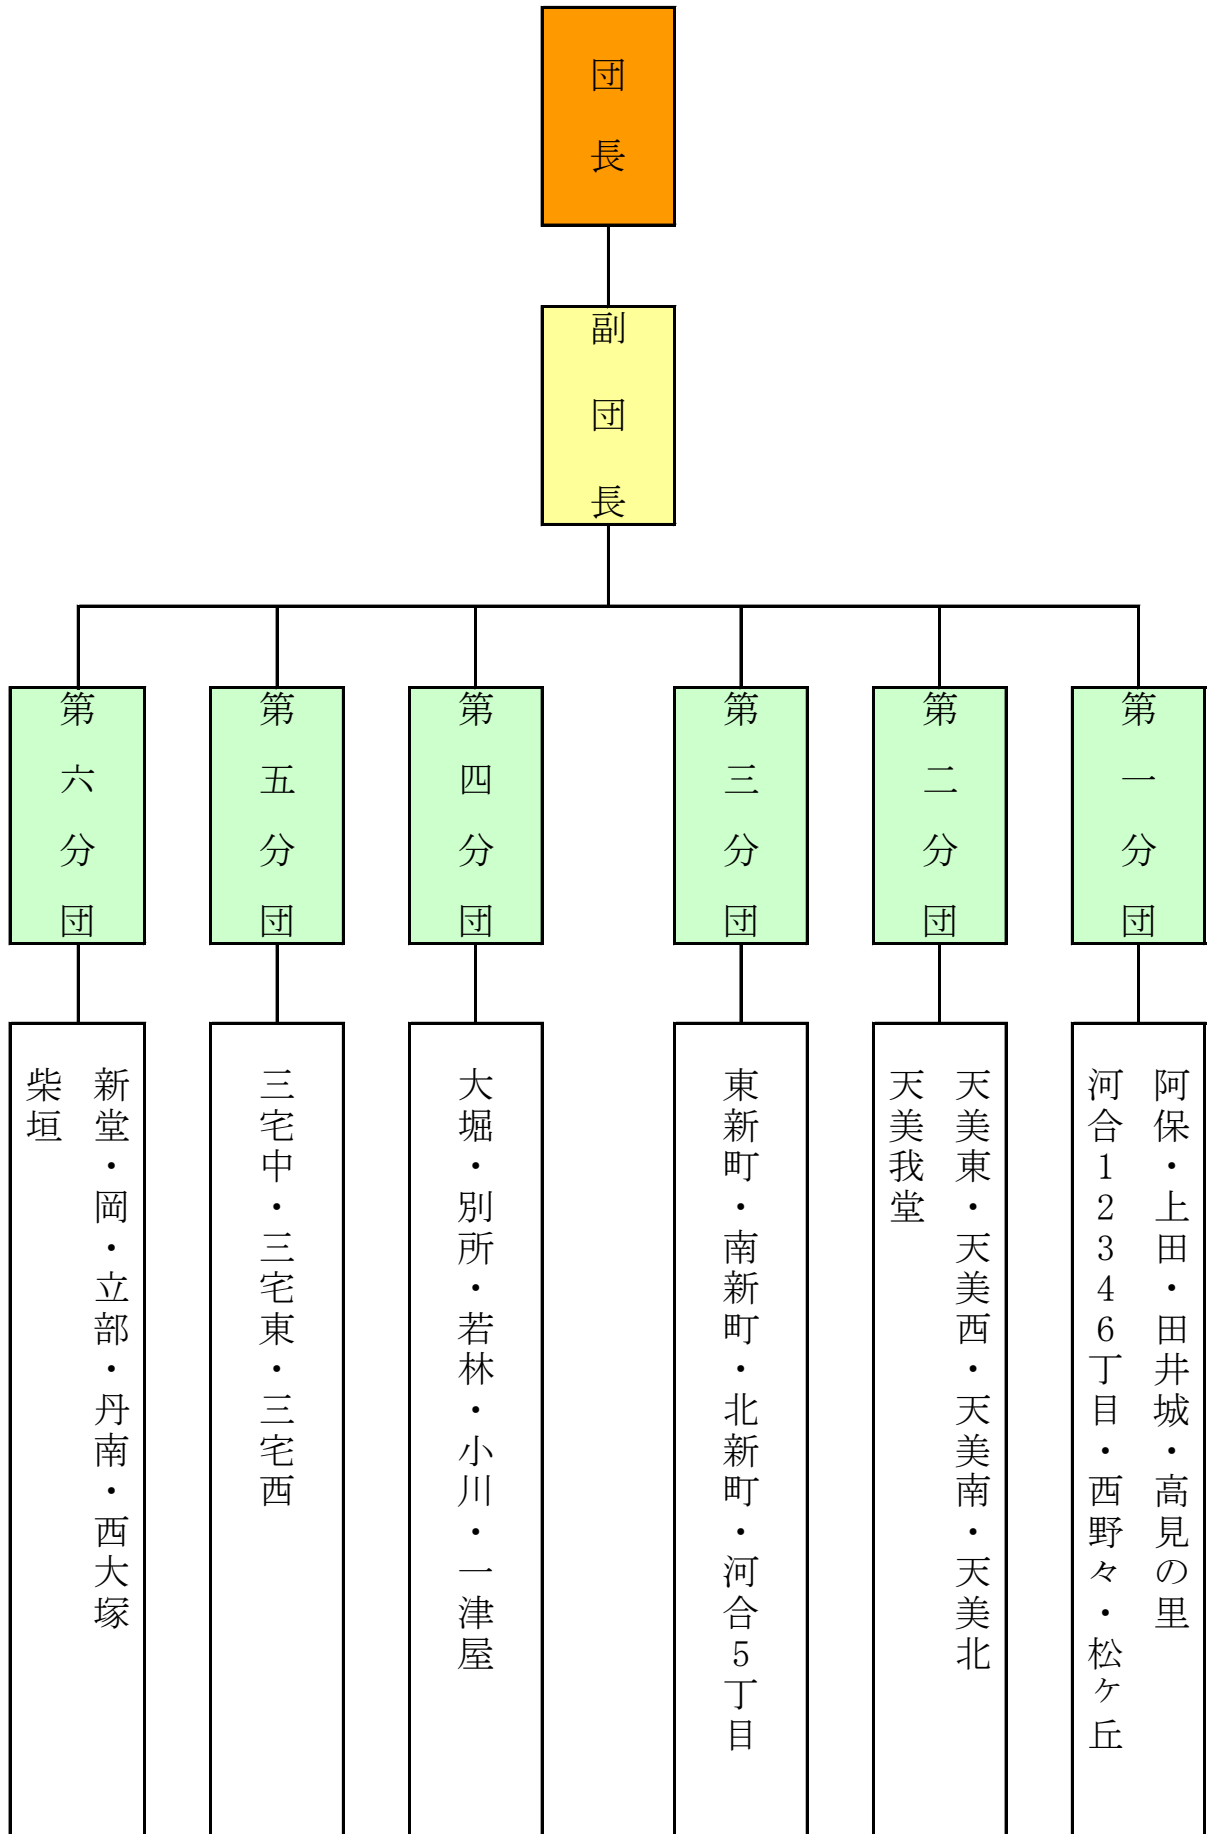 団長
副団長
第一分団
第二分団
第三分団
第四分団
第五分団
第六分団
阿保・上田・田井城・高見の里
河合12346丁目・西野々・松ケ丘
天美東・天美西・天美南・天美北
天美我堂
東新町・南新町・北新町・河合5丁目
大堀・別所・若林・小川・一津屋
三宅中・三宅東・三宅西
新堂・岡・立部・丹南・西大塚
柴垣